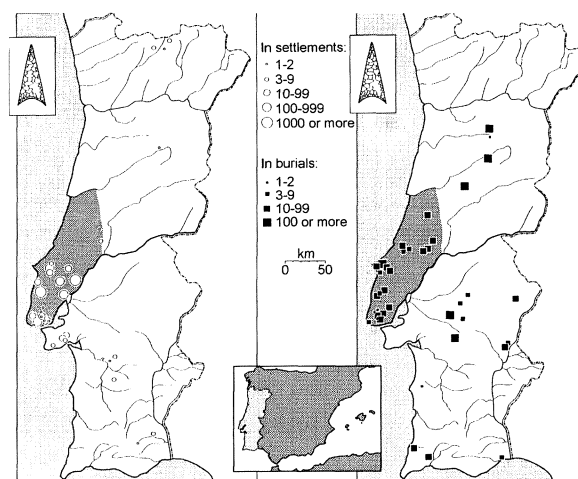 In settlements:
1-2
3-9
10-99
100-999
1000 or more
In burials:
1-2
3-9
10-99
100 or more
km
0 50